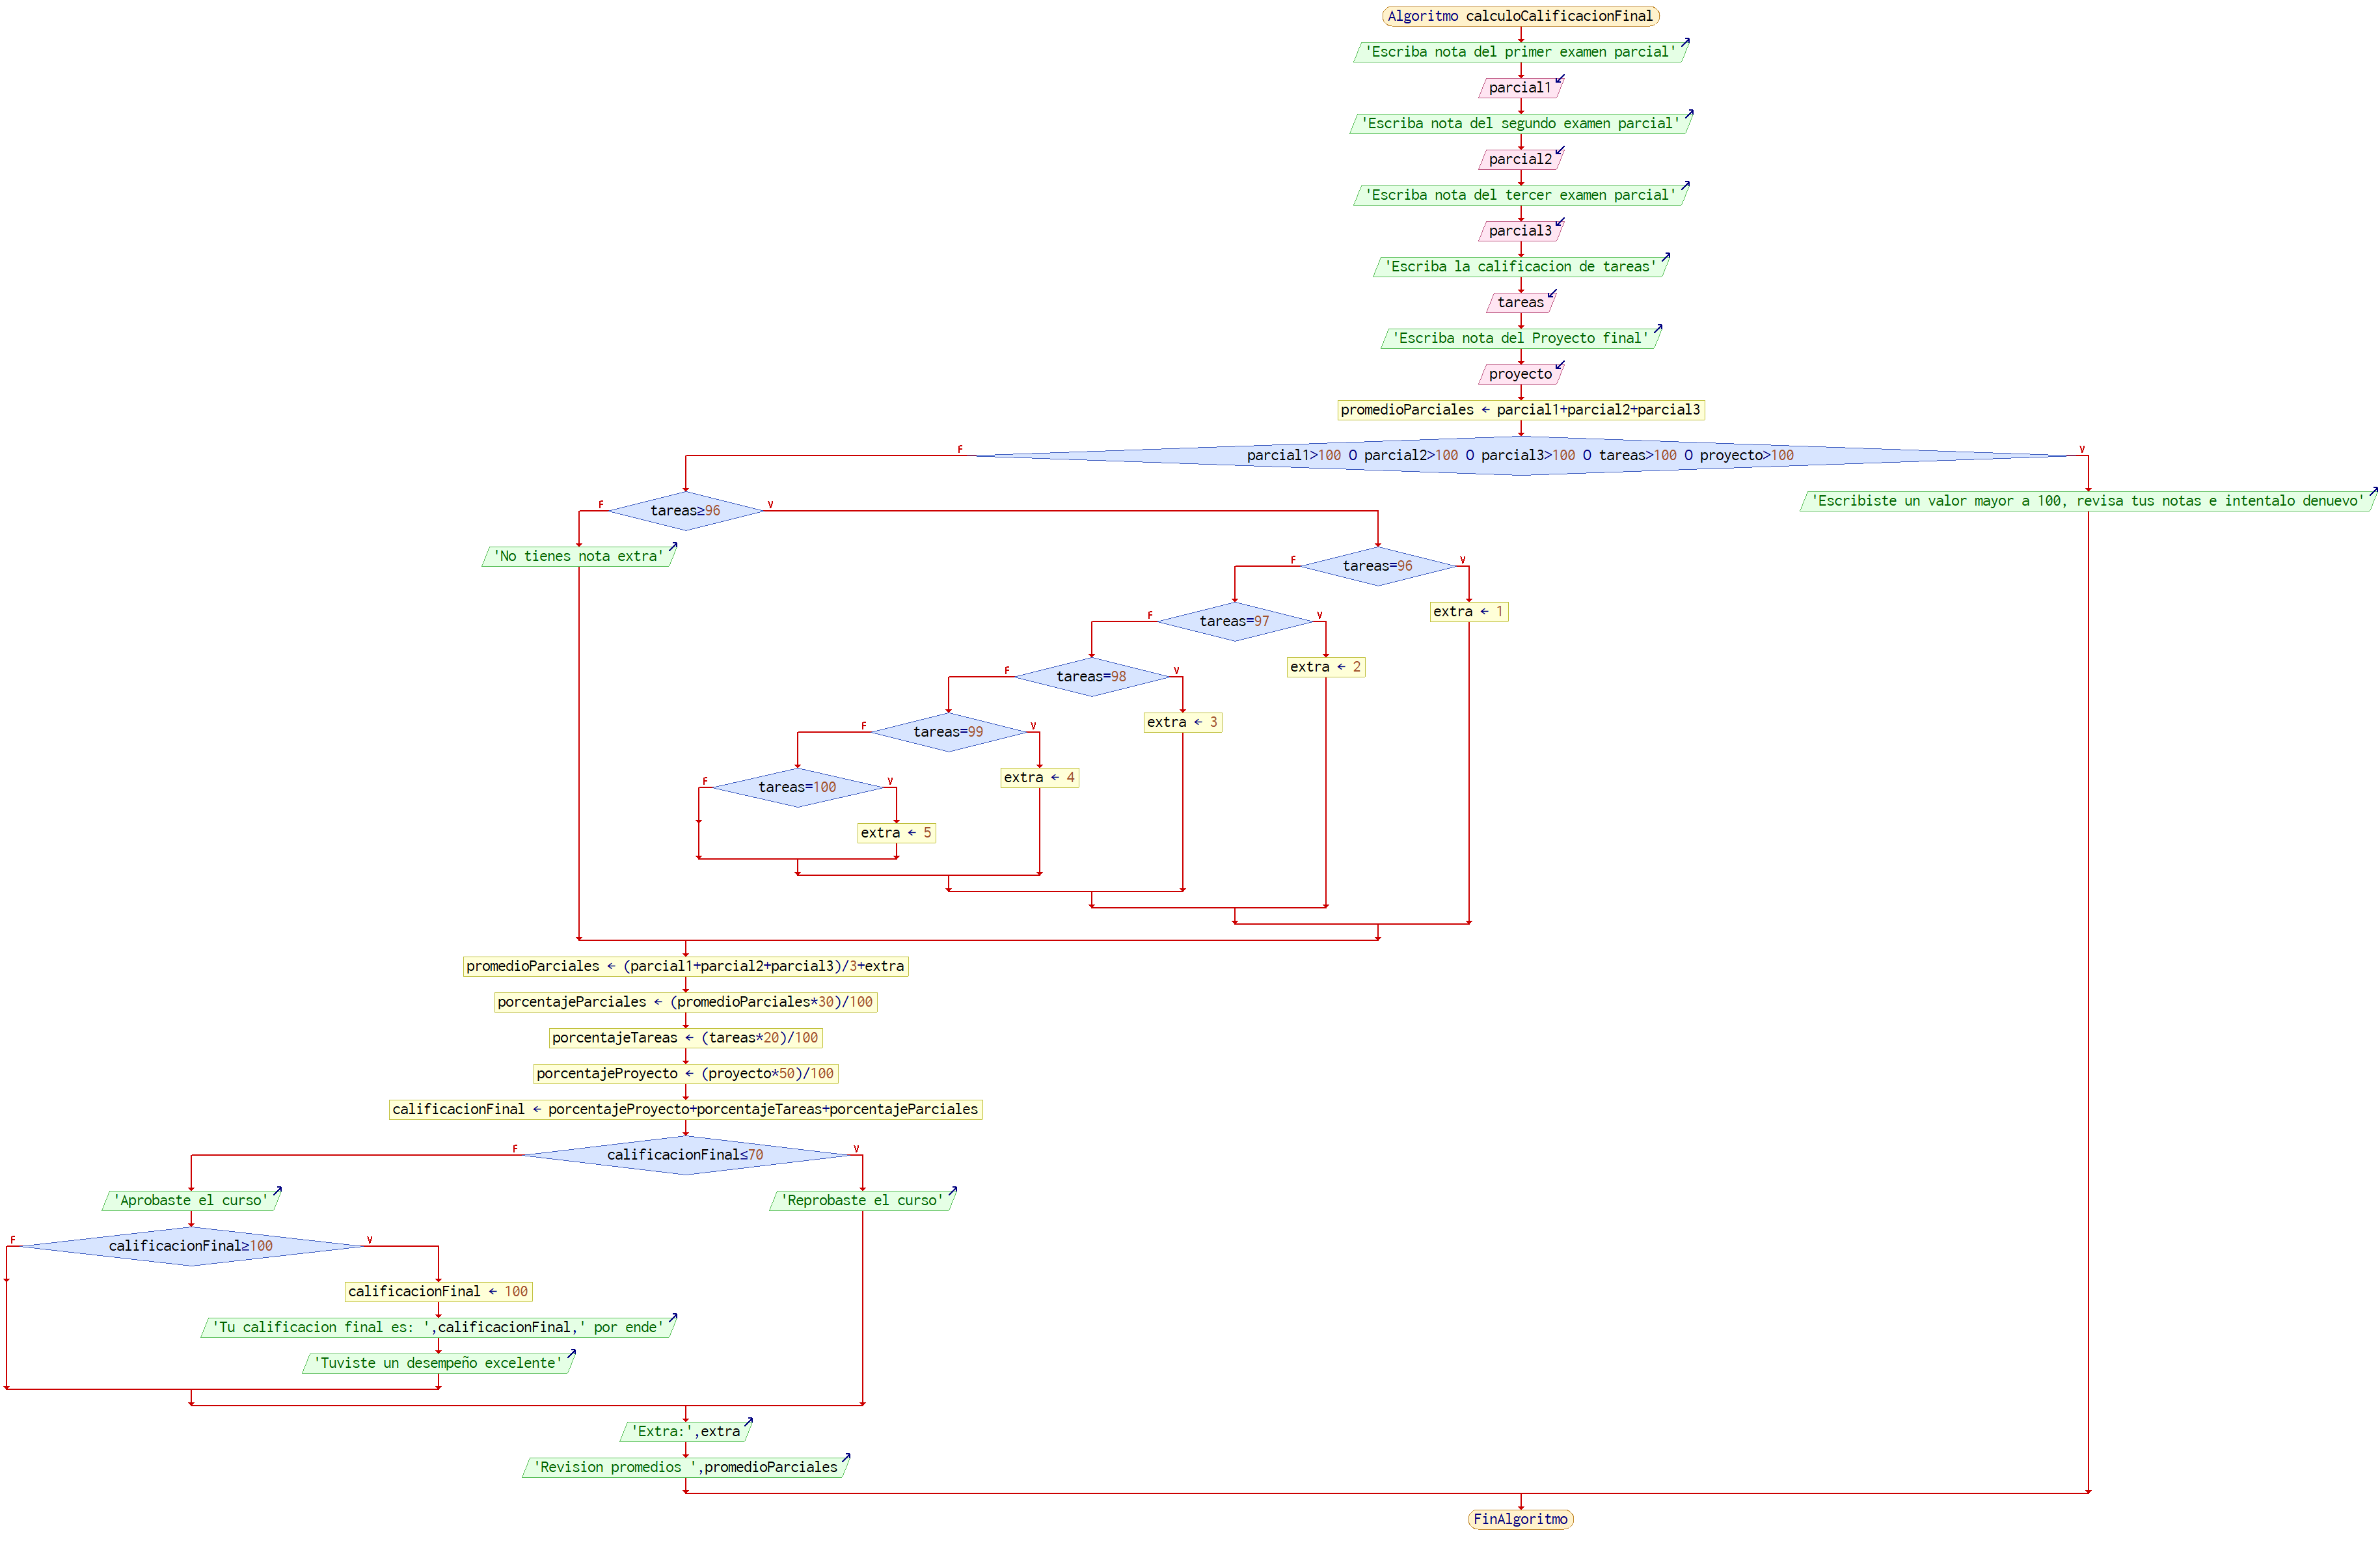 Algoritmo calculoCalificacionFinal
'Escriba nota del primer examen parcial'
parcial1
'Escriba nota del segundo examen parcial'
parcial2
'Escriba nota del tercer examen parcial'
parcial3
'Escriba la calificacion de tareas'
tareas
'Escriba nota del Proyecto final'
proyecto
promedioParciales ← parcial1+parcial2+parcial3
F
parcial1>100 O parcial2>100 O parcial3>100 O tareas>100 O proyecto>100
V
'Escribiste un valor mayor a 100, revisa tus notas e intentalo denuevo'
F
tareas≥96
V
'No tienes nota extra'
F
tareas=96
V
extra ← 1
F
tareas=97
V
extra ← 2
F
tareas=98
V
extra ← 3
F
tareas=99
V
extra ← 4
F
tareas=100
V
extra ← 5
promedioParciales ← (parcial1+parcial2+parcial3)/3+extra
porcentajeParciales ← (promedioParciales*30)/100
porcentajeTareas ← (tareas*20)/100
porcentajeProyecto ← (proyecto*50)/100
calificacionFinal ← porcentajeProyecto+porcentajeTareas+porcentajeParciales
F
calificacionFinal≤70
V
'Aprobaste el curso'
'Reprobaste el curso'
F
calificacionFinal≥100
V
calificacionFinal ← 100
'Tu calificacion final es: ',calificacionFinal,' por ende'
'Tuviste un desempeño excelente'
'Extra:',extra
'Revision promedios ',promedioParciales
FinAlgoritmo